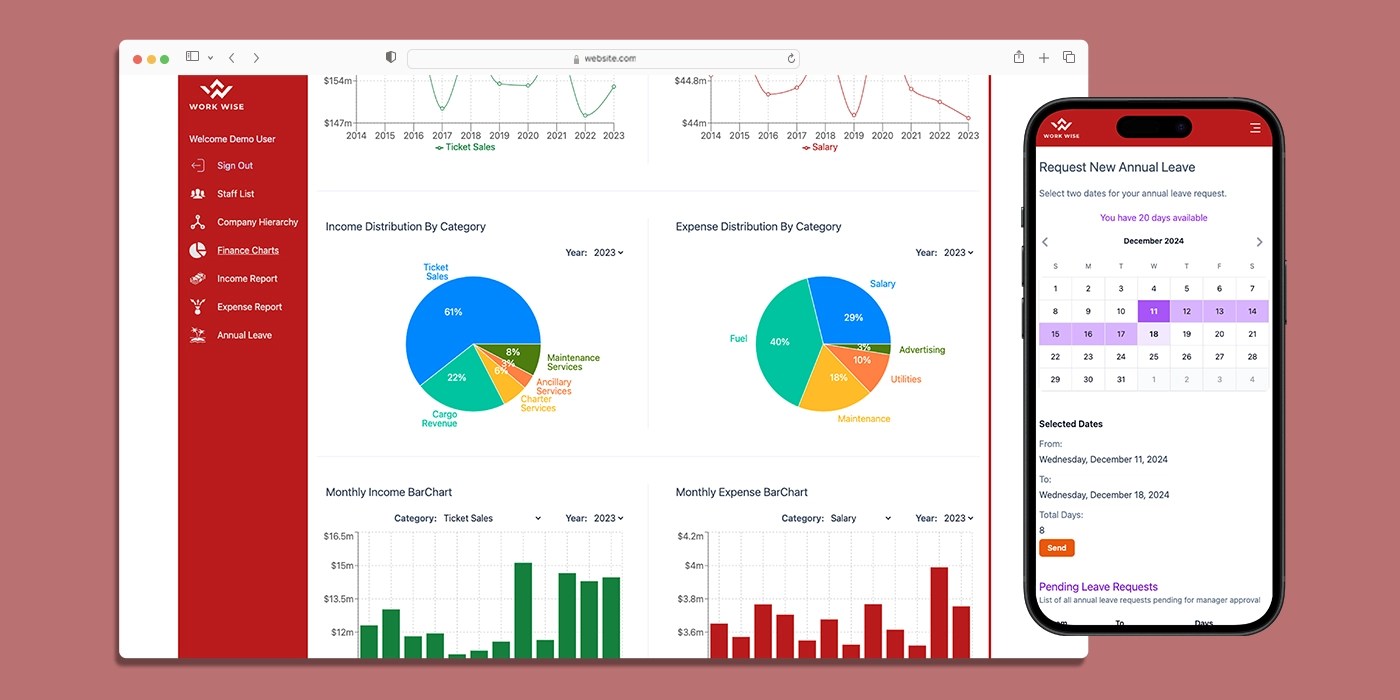 website.com
WORK WISE
Welcome Demo User
Sign Out
Staff List
Company Hierarchy
Finance Charts
Income Report
Expense Report
Annual Leave
$154m
$147m
2014 2015 2016 2017 2018 2019 2020 2021 2022 2023
Ticket Sales
$44.8m
$44m
2014 2015 2016 2017 2018 2019 2020 2021 2022 2023
Salary
Income Distribution By Category
Year: 2023
Ticket
Sales
61%
8%
Maintenance
Services
3%
Ancillary
Services
6%
Charter
Services
22%
Cargo
Revenue
Expense Distribution By Category
Year: 2023
Salary
29%
Fuel
40%
3%
Advertising
10%
Utilities
18%
Maintenance
Monthly Income BarChart
Category: Ticket Sales Year: 2023
$16.5m
$15m
$13.5m
$12m
Monthly Expense BarChart
Category: Salary Year: 2023
$4.2m
$4m
$3.8m
$3.6m
WORK WISE
Request New Annual Leave
Select two dates for your annual leave request.
You have 20 days available
December 2024
S M T W T F S
1 2 3 4 5 6 7
8 9 10 11 12 13 14
15 16 17 18 19 20 21
22 23 24 25 26 27 28
29 30 31 1 2 3 4
Selected Dates
From:
Wednesday, December 11, 2024
To:
Wednesday, December 18, 2024
Total Days:
8
Send
Pending Leave Requests
List of all annual leave requests pending for manager approval
To Days